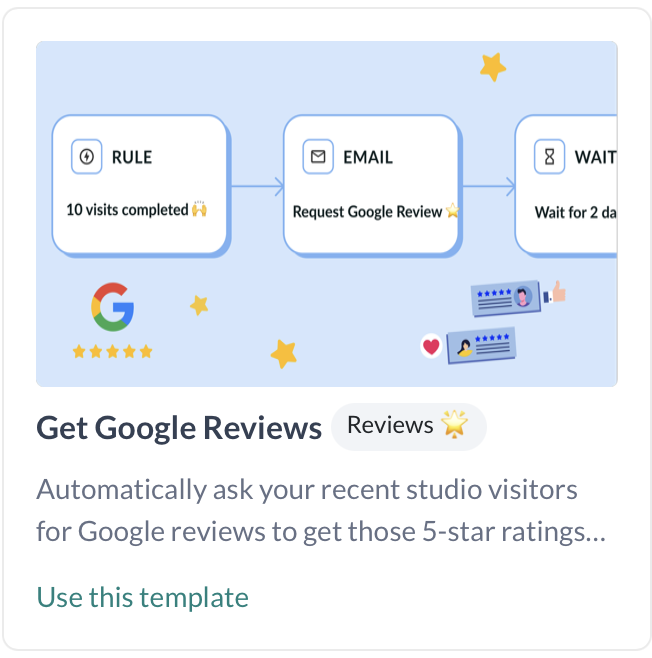 RULE
10 visits completed 🙌
EMAIL
Request Google Review ⭐
WAIT
Wait for 2 da
G
Get Google Reviews
Reviews 🌟
Automatically ask your recent studio visitors
for Google reviews to get those 5-star ratings...
Use this template